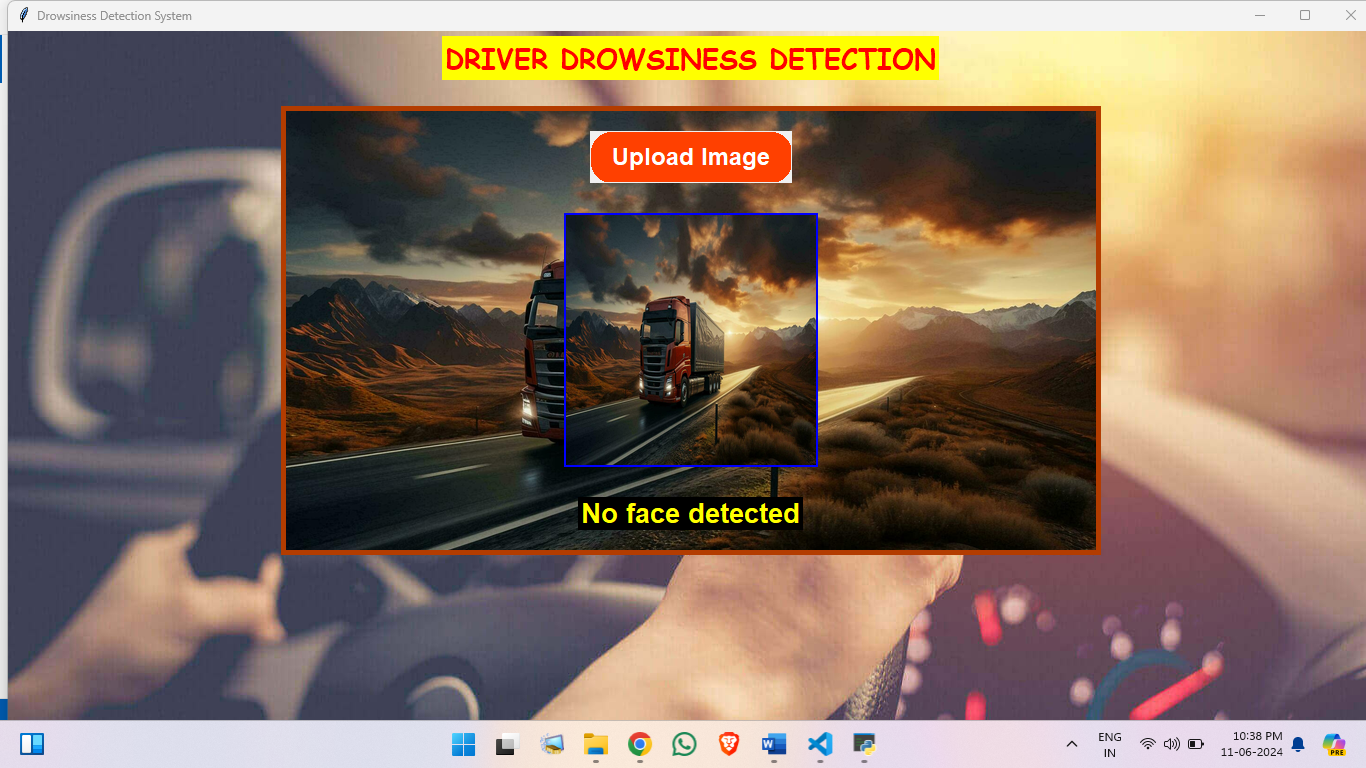 Drowsiness Detection System
DRIVER DROWSINESS DETECTION
Upload Image
No face detected
ENG
IN
10:38 PM
11-06-2024
W
PRE